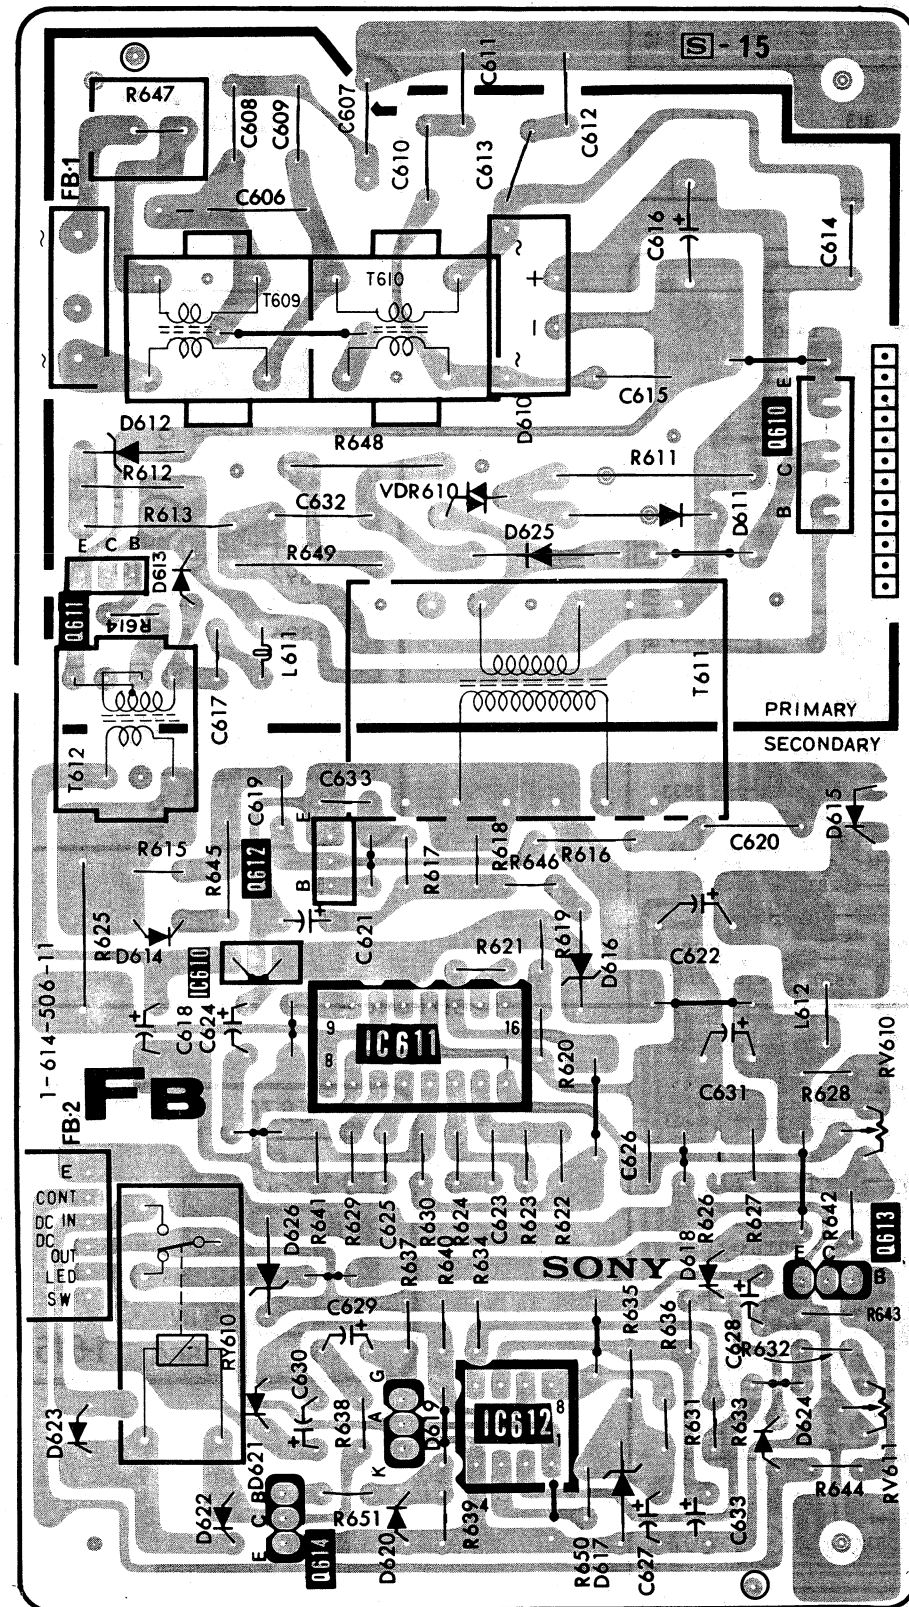 S - 15
C611
R647
C608
C609
C607
C610
C613
C612
FB-1
C606
C616
C614
~
T609
T610
+
−
~
~
~
D610
C615
E
Q610
C
B
D612
R648
R612
R611
VDR610
R613
C632
D611
D625
E C B
D613
R649
Q611
R614
L611
T611
C617
PRIMARY
SECONDARY
T612
C619
C633
E
D615
R615
R645
Q612
B
R617
R618
R646
R616
C620
R625
D614
IC610
C621
R621
R619
D616
C622
1-614-506-11
C618
C624
9
IC611
16
8
1
R620
L612
RV610
FB
FB-2
C631
R628
C626
E
CONT
DC IN
DC
OUT
LED
SW
D626
R641
R629
C625
R630
R624
C623
R623
R622
R626
R627
R642
Q613
R637
R640
R634
SONY
D618
E
C
B
R635
R636
C628
R643
R632
RY610
C629
C630
G
A
K
D619
IC612
8
1
4
D623
D621
R638
R631
R633
D624
RV611
D622
B
C
E
R651
D620
R639
R650
D617
C627
C633
R644
Q614